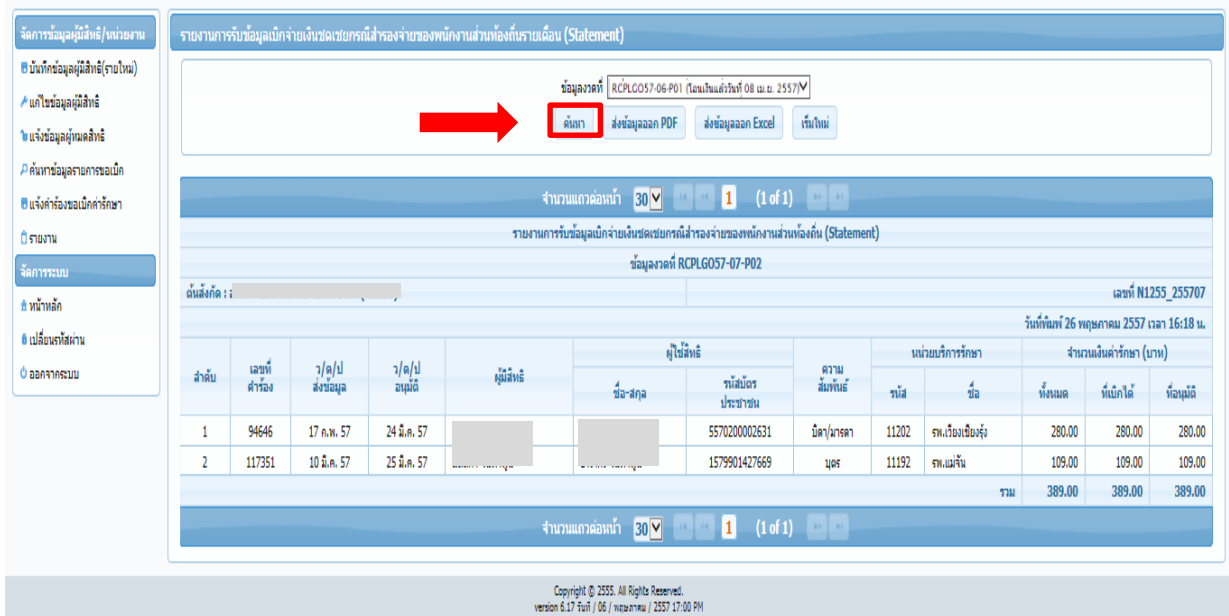 จัดการข้อมูลผู้มีสิทธิ/หน่วยงาน
บันทึกข้อมูลผู้มีสิทธิ(รายใหม่)
แก้ไขข้อมูลผู้มีสิทธิ
แจ้งข้อมูลผู้หมดสิทธิ
ค้นหาข้อมูลรายการขอเบิก
แจ้งคำร้องขอเบิกค่ารักษา
รายงาน
จัดการระบบ
หน้าหลัก
เปลี่ยนรหัสผ่าน
ออกจากระบบ
รายงานการรับข้อมูลเบิกจ่ายเงินชดเชยกรณีสำรองจ่ายของพนักงานส่วนท้องถิ่นรายเดือน (Statement)
ข้อมูลงวดที่ RCPLGO57-06-P01 (โอนเงินแล้ววันที่ 08 เม.ย. 2557)
ค้นหา ส่งข้อมูลออก PDF ส่งข้อมูลออก Excel เริ่มใหม่
จำนวนแถวต่อหน้า 30 1 (1 of 1)
รายงานการรับข้อมูลเบิกจ่ายเงินชดเชยกรณีสำรองจ่ายของพนักงานส่วนท้องถิ่น (Statement)
ข้อมูลงวดที่ RCPLGO57-07-P02
ต้นสังกัด : เลขที่ N1255_255707
วันที่พิมพ์ 26 พฤษภาคม 2557 เวลา 16:18 น.
ลำดับ เลขที่คำร้อง ว/ด/ป ส่งข้อมูล ว/ด/ป อนุมัติ ผู้มีสิทธิ ผู้ใช้สิทธิ ความสัมพันธ์ หน่วยบริการรักษา จำนวนเงินค่ารักษา (บาท)
ชื่อ-สกุล รหัสบัตรประชาชน รหัส ชื่อ ทั้งหมด ที่เบิกได้ ที่อนุมัติ
1 94646 17 ก.พ. 57 24 มี.ค. 57 5570200002631 บิดา/มารดา 11202 รพ.เวียงเชียงรุ้ง 280.00 280.00 280.00
2 117351 10 มี.ค. 57 25 มี.ค. 57 1579901427669 บุตร 11192 รพ.แม่จัน 109.00 109.00 109.00
รวม 389.00 389.00 389.00
จำนวนแถวต่อหน้า 30 1 (1 of 1)
Copyright © 2555. All Rights Reserved.
version 6.17 วันที่ / 06 / พฤษภาคม / 2557 17:00 PM